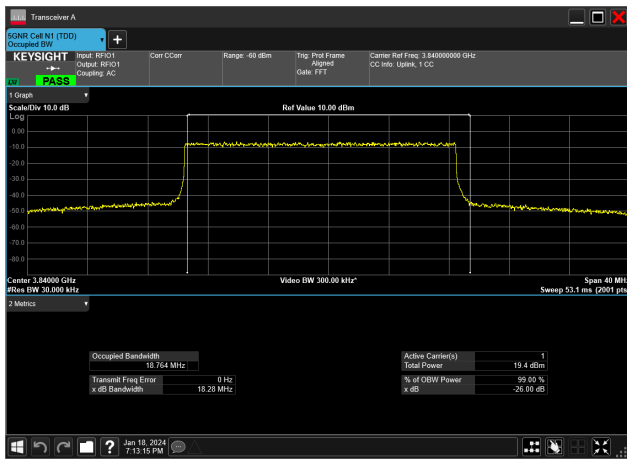 Transceiver A
5GNR Cell N1 (TDD)
Occupied BW
+
KEYSIGHT
LXI
PASS
Input: RFIO1
Output: RFIO1
Coupling: AC
Corr CCorr
Range: -60 dBm
Trig: Prot Frame
Aligned
Gate: FFT
Carrier Ref Freq: 3.840000000 GHz
CC Info: Uplink, 1 CC
1 Graph
Scale/Div 10.0 dB
Ref Value 10.00 dBm
Log
0.00
-10.0
-20.0
-30.0
-40.0
-50.0
-60.0
-70.0
-80.0
Center 3.84000 GHz
#Res BW 30.000 kHz
Video BW 300.00 kHz*
Span 40 MHz
Sweep 53.1 ms (2001 pts
2 Metrics
Occupied Bandwidth
18.764 MHz
Transmit Freq Error 0 Hz
x dB Bandwidth 18.28 MHz
Active Carrier(s) 1
Total Power 19.4 dBm
% of OBW Power 99.00 %
x dB -26.00 dB
?
Jan 18, 2024
7:13:15 PM